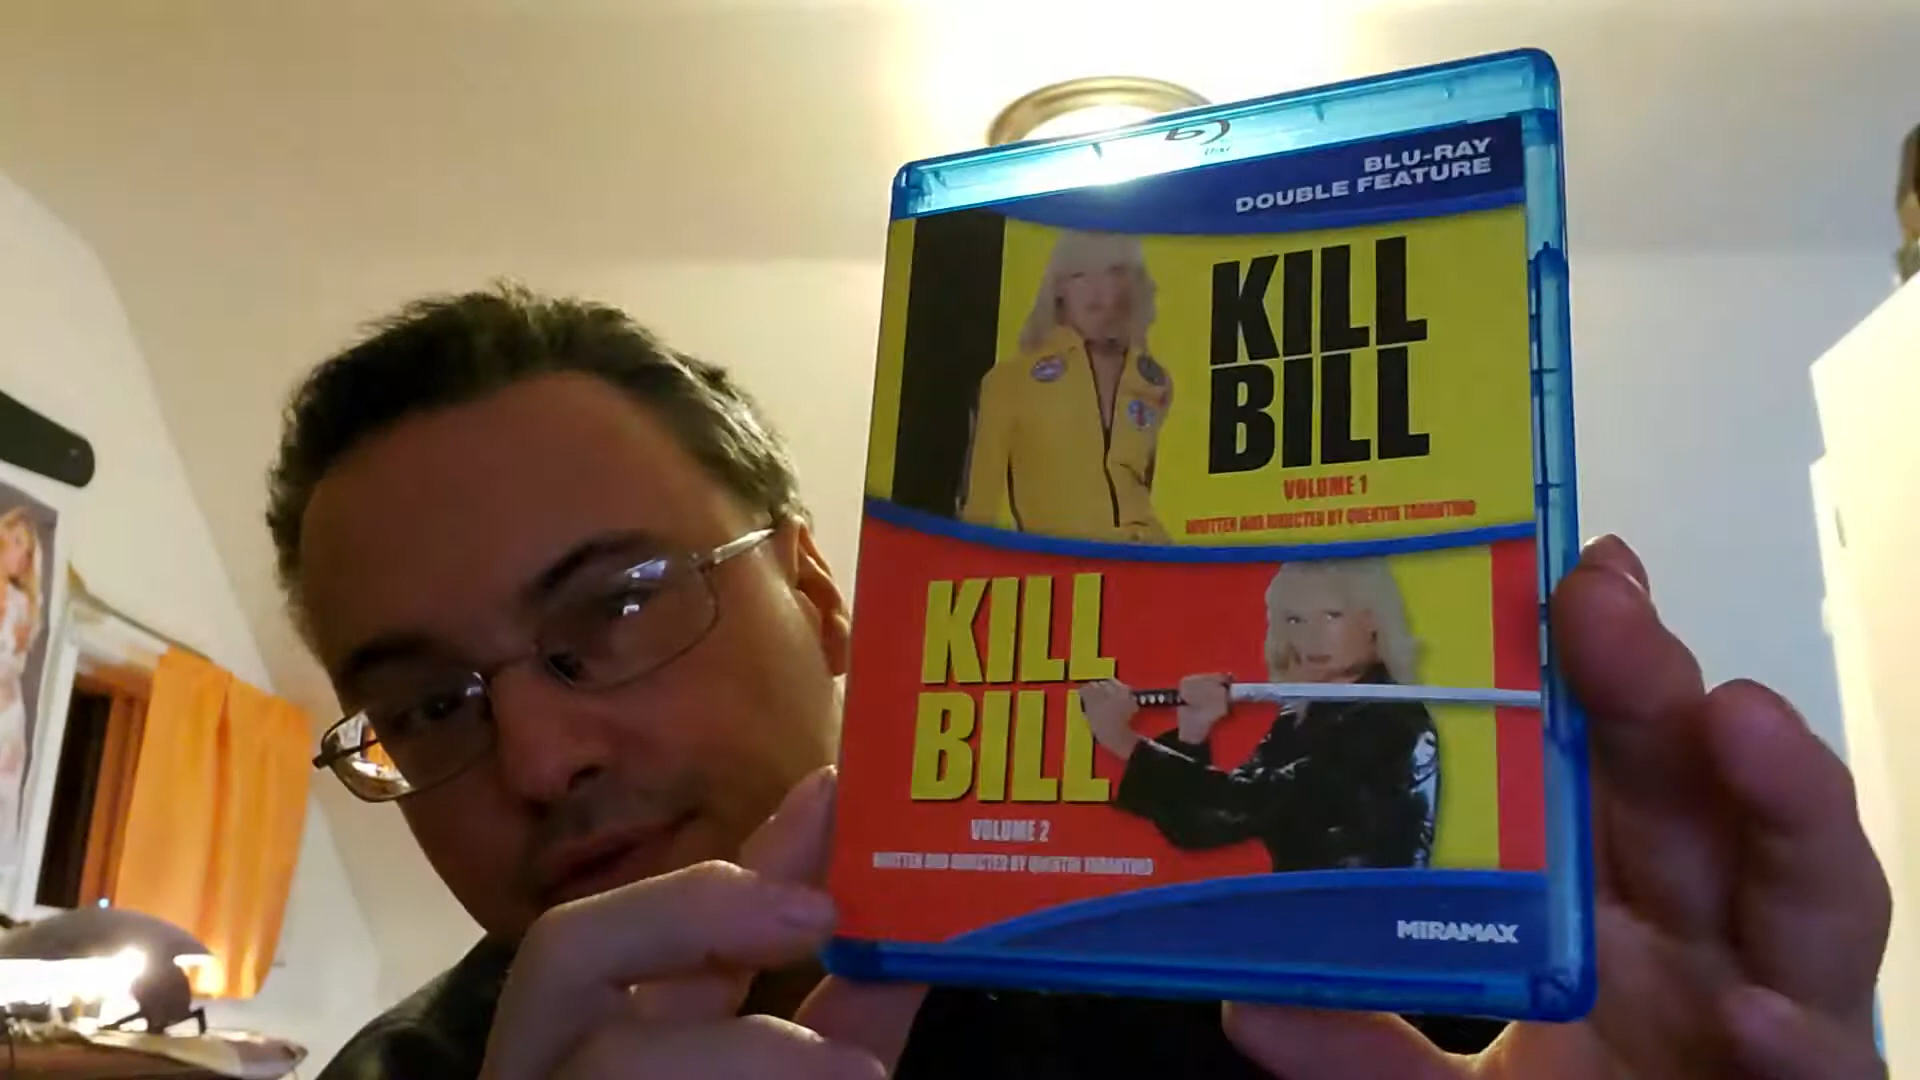 BLU-RAY
DOUBLE FEATURE
KILL
BILL
VOLUME 1
WRITTEN AND DIRECTED BY QUENTIN TARANTINO
KILL
BILL
VOLUME 2
WRITTEN AND DIRECTED BY QUENTIN TARANTINO
MIRAMAX